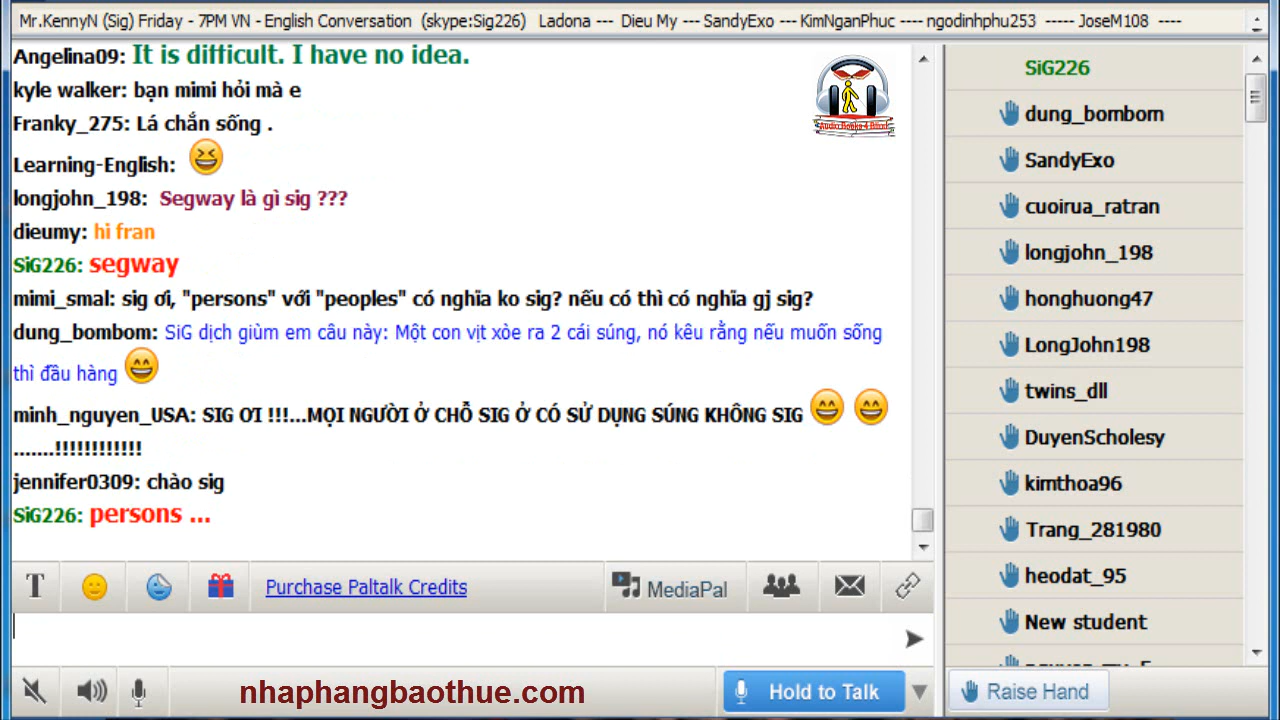 Mr.KennyN (Sig) Friday - 7PM VN - English Conversation (skype:Sig226) Ladona --- Dieu My --- SandyExo --- KimNganPhuc ---- ngodinhphu253 ----- JoseM108 ----
Angelina09: It is difficult. I have no idea.
kyle walker: bạn mimi hỏi mà e
Franky_275: Lá chắn sống .
Learning-English:
longjohn_198: Segway là gì sig ???
dieumy: hi fran
SiG226: segway
mimi_smal: sig ơi, "persons" với "peoples" có nghĩa ko sig? nếu có thì có nghĩa gj sig?
dung_bombom: SiG dịch giùm em câu này: Một con vịt xòe ra 2 cái súng, nó kêu rằng nếu muốn sống
thì đầu hàng
minh_nguyen_USA: SIG ƠI !!!...MỌI NGƯỜI Ở CHỖ SIG Ở CÓ SỬ DỤNG SÚNG KHÔNG SIG
.......!!!!!!!!!!!!
jennifer0309: chào sig
SiG226: persons ...
Audio Books 4 Blind
SiG226
dung_bombom
SandyExo
cuoirua_ratran
longjohn_198
honghuong47
LongJohn198
twins_dll
DuyenScholesy
kimthoa96
Trang_281980
heodat_95
New student
T
Purchase Paltalk Credits
MediaPal
nhaphangbaothue.com
Hold to Talk
Raise Hand